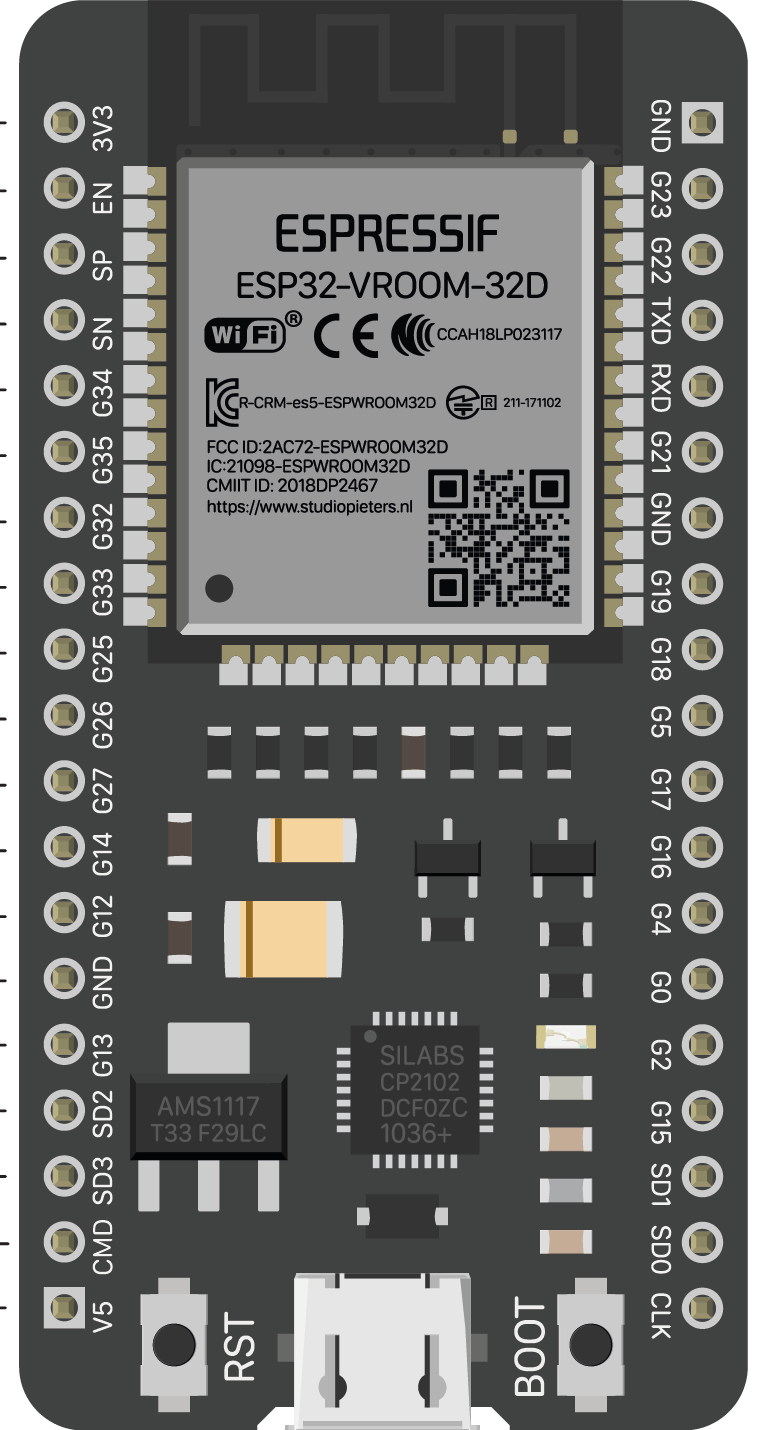 3V3
EN
SP
SN
G34
G35
G32
G33
G25
G26
G27
G14
G12
GND
G13
SD2
SD3
CMD
V5
ESPRESSIF
ESP32-VROOM-32D
WiFi® CE CCAH18LP023117
R-CRM-es5-ESPWROOM32D R 211-171102
FCC ID:2AC72-ESPWROOM32D
IC:21098-ESPWROOM32D
CMIIT ID: 2018DP2467
https://www.studiopieters.nl
AMS1117
T33 F29LC
SILABS
CP2102
DCF0ZC
1036+
RST
BOOT
GND
G23
G22
TXD
RXD
G21
GND
G19
G18
G5
G17
G16
G4
G0
G2
G15
SD1
SD0
CLK